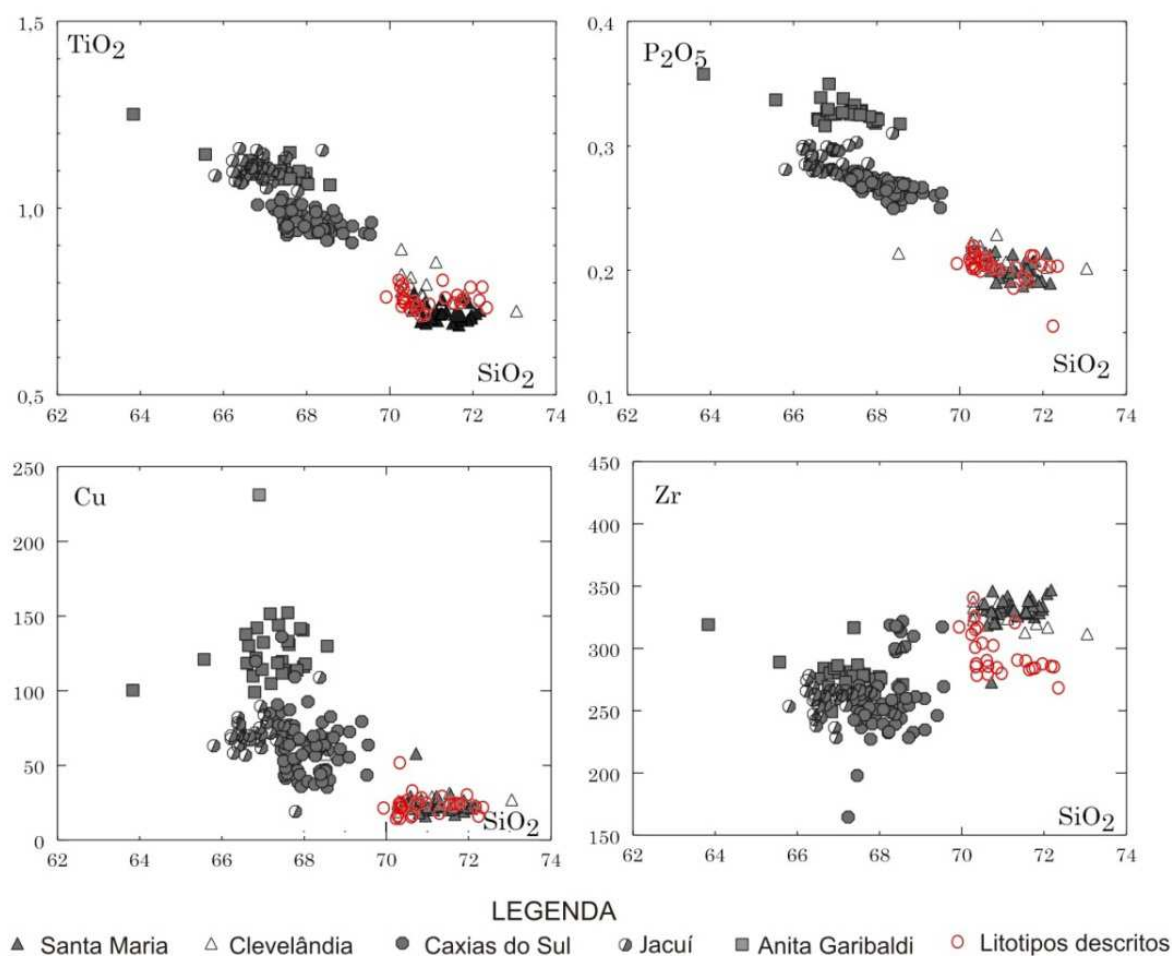 1.5
TiO2
1.0
0.5
SiO2
62 64 66 68 70 72 74
0.4
P2O5
0.3
0.2
0.1
SiO2
62 64 66 68 70 72 74
250
Cu
200
150
100
50
0
SiO2
62 64 66 68 70 72 74
450
Zr
400
350
300
250
200
150
SiO2
62 64 66 68 70 72 74
LEGENDA
Santa Maria Clevelândia Caxias do Sul Jacuí Anita Garibaldi Litotipos descritos